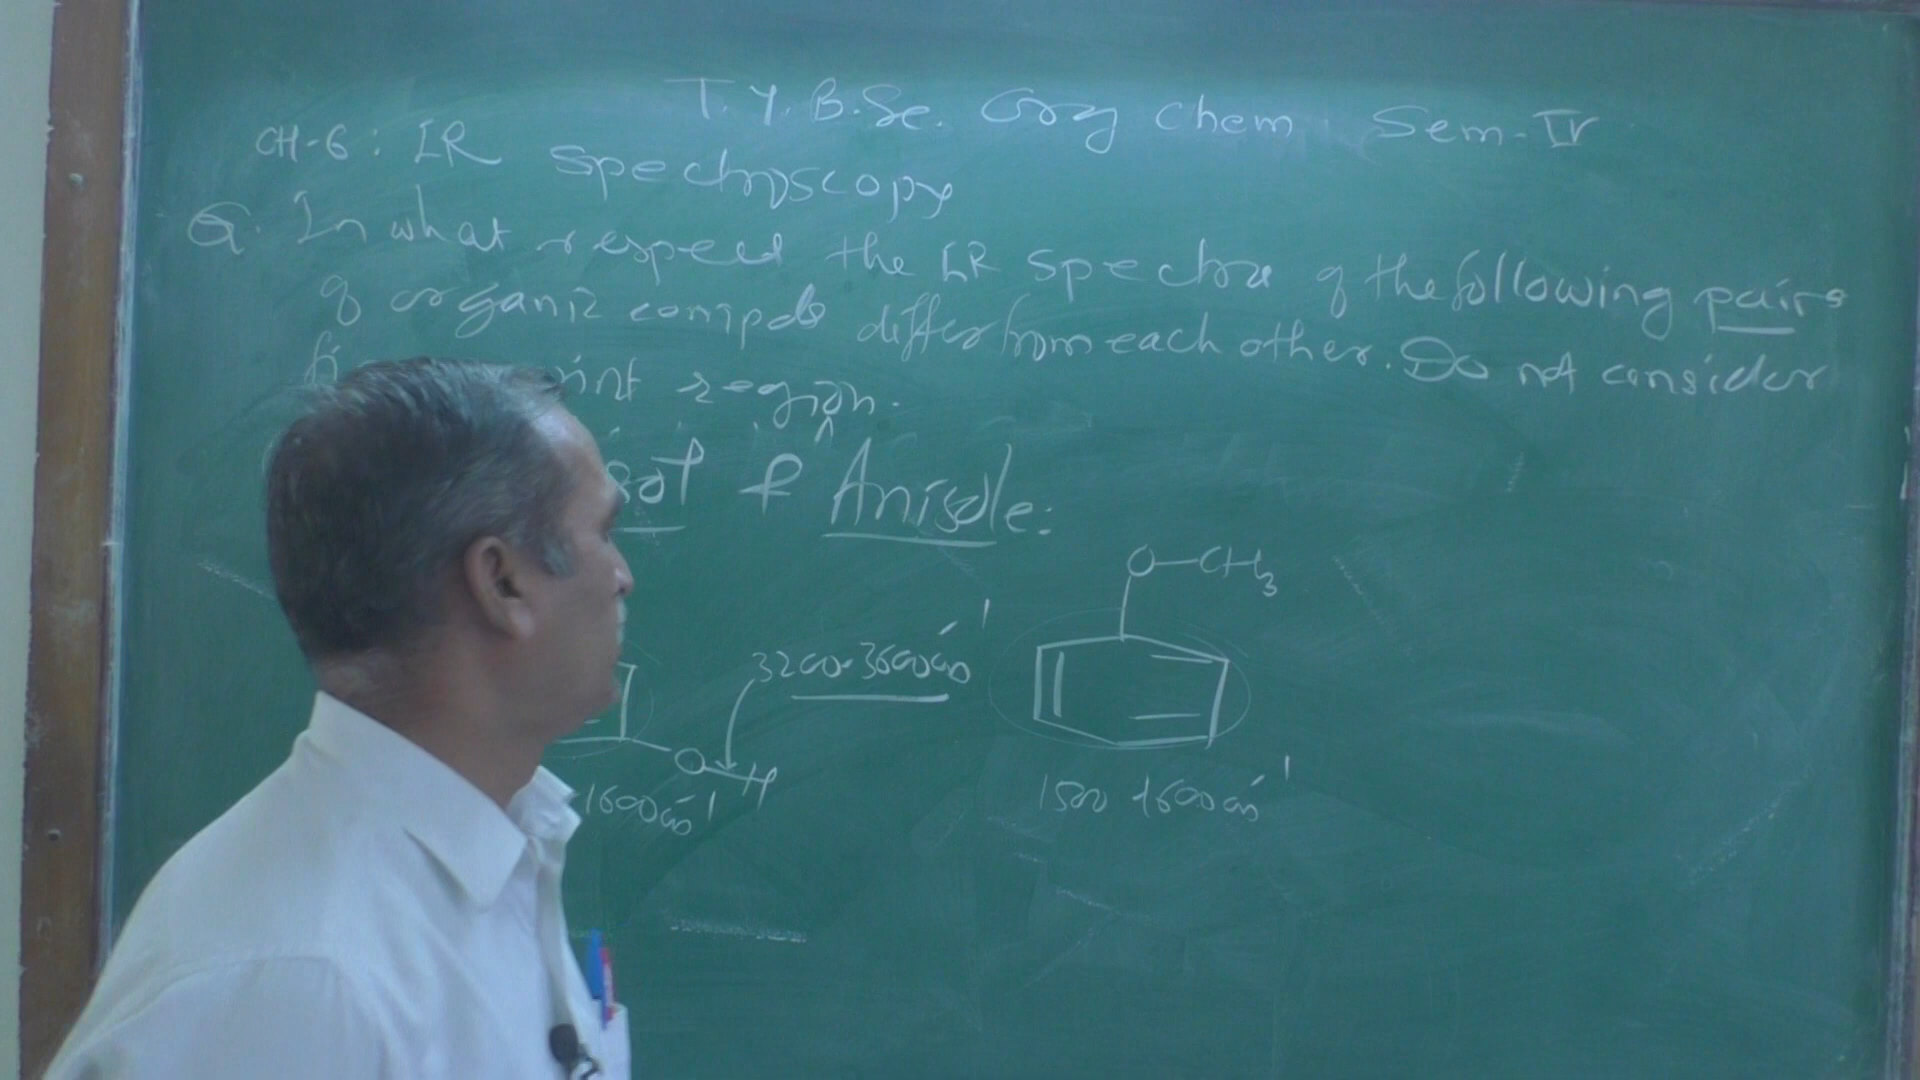 T.Y. B.Sc. Org Chem Sem-IV
CH-6: IR Spectroscopy
Q. In what respect the IR spectra of the following pairs
of organic compds differ from each other. Do not consider
region.
& Anisole:
O-CH3
3200-3600 cm-1
O-H
1600 cm-1
1500 1600 cm-1